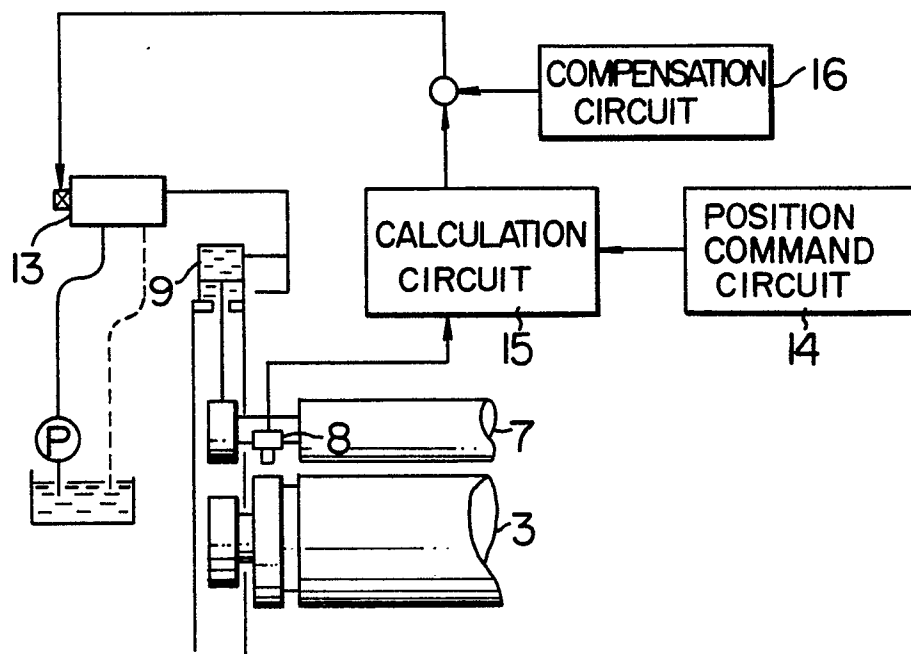 COMPENSATION
CIRCUIT
16
13
9
CALCULATION
CIRCUIT
15
POSITION
COMMAND
CIRCUIT
14
8
7
P
3